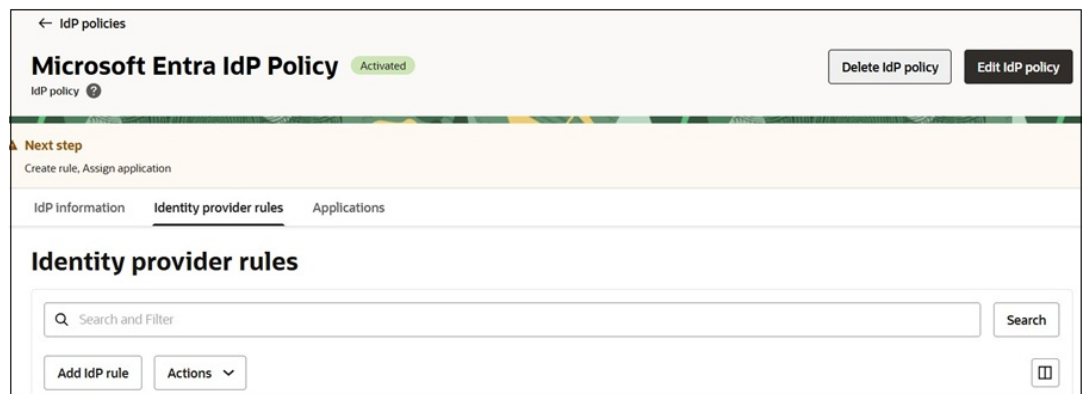 ← IdP policies
Microsoft Entra IdP Policy Activated
Delete IdP policy Edit IdP policy
IdP policy ?
Next step
Create rule, Assign application
IdP information Identity provider rules Applications
Identity provider rules
Search and Filter Search
Add IdP rule Actions